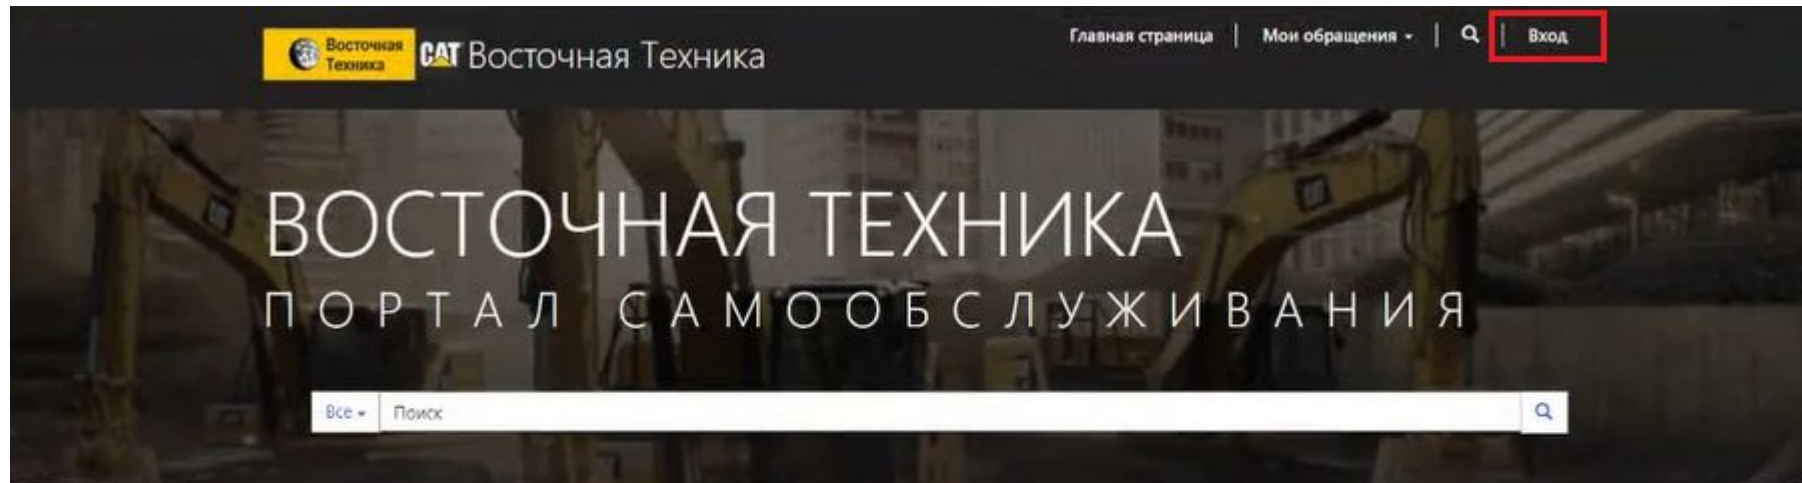 Восточная
Техника
CAT Восточная Техника
Главная страница | Мои обращения | Вход
ВОСТОЧНАЯ ТЕХНИКА
ПОРТАЛ САМООБСЛУЖИВАНИЯ
Все Поиск